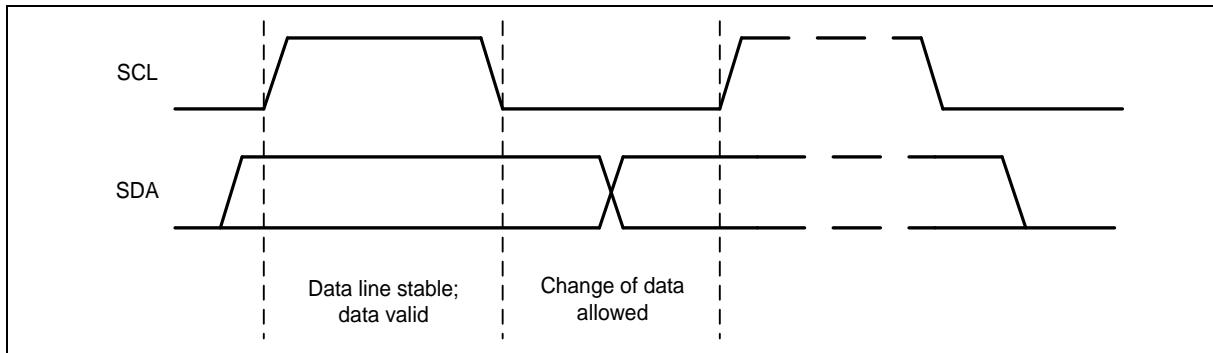 SCL
SDA
Data line stable;
data valid
Change of data
allowed